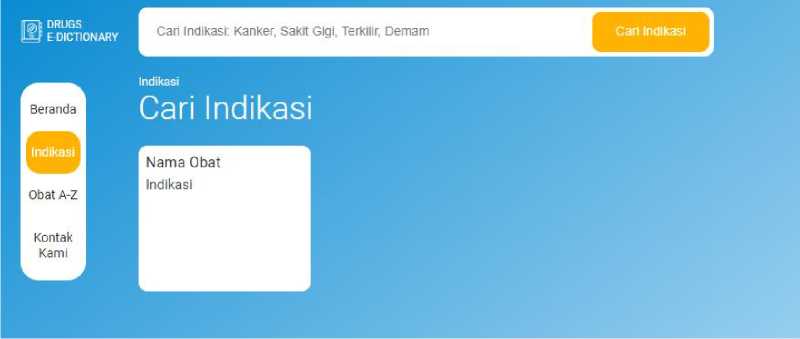 DRUGS
E-DICTIONARY
Cari Indikasi: Kanker, Sakit Gigi, Terkilir, Demam
Cari Indikasi
Beranda
Indikasi
Obat A-Z
Kontak
Kami
Indikasi
Cari Indikasi
Nama Obat
Indikasi